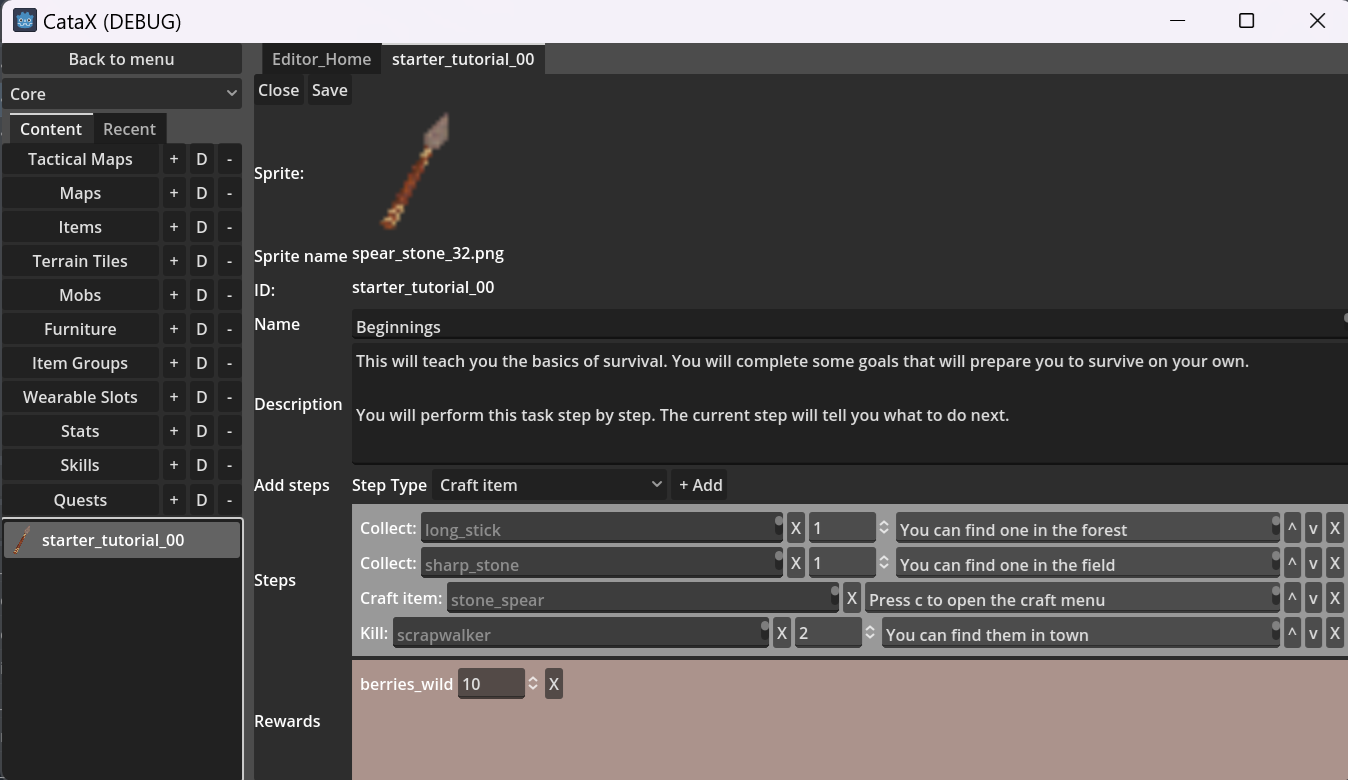 CataX (DEBUG)
Back to menu
Editor_Home starter_tutorial_00
Core
Close Save
Content Recent
Tactical Maps + D -
Maps + D -
Items + D -
Terrain Tiles + D -
Mobs + D -
Furniture + D -
Item Groups + D -
Wearable Slots + D -
Stats + D -
Skills + D -
Quests + D -
starter_tutorial_00
Sprite:
Sprite name spear_stone_32.png
ID: starter_tutorial_00
Name Beginnings
Description
This will teach you the basics of survival. You will complete some goals that will prepare you to survive on your own.
You will perform this task step by step. The current step will tell you what to do next.
Add steps Step Type Craft item + Add
Steps
Collect: long_stick X 1 You can find one in the forest ^ v X
Collect: sharp_stone X 1 You can find one in the field ^ v X
Craft item: stone_spear X Press c to open the craft menu ^ v X
Kill: scrapwalker X 2 You can find them in town ^ v X
Rewards
berries_wild 10 X